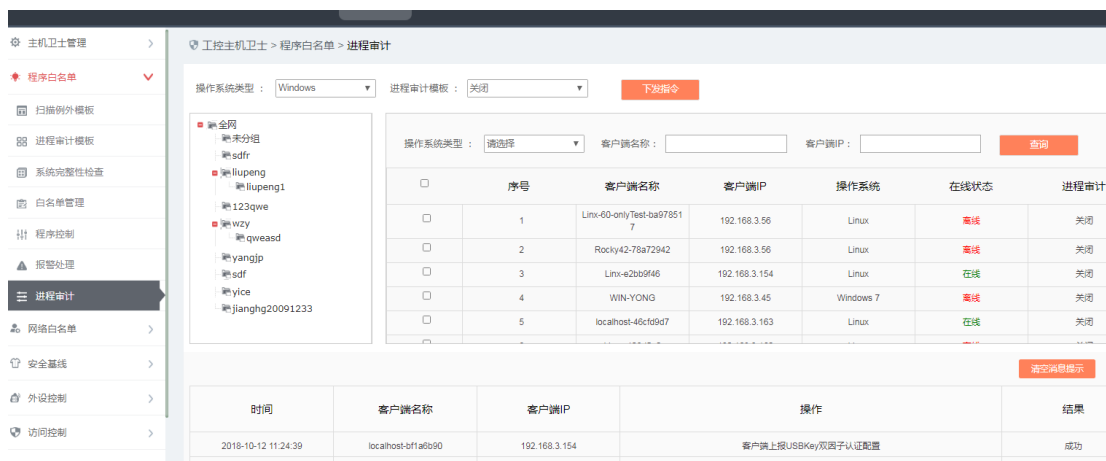 主机卫士管理
工控主机卫士 > 程序白名单 > 进程审计
程序白名单
扫描例外模板
进程审计模板
系统完整性检查
白名单管理
程序控制
报警处理
进程审计
网络白名单
安全基线
外设控制
访问控制
操作系统类型 : Windows 进程审计模板 : 关闭 下发指令
全网
未分组
sdfr
liupeng
liupeng1
123qwe
wzy
qweasd
yangjp
sdf
yice
jianghg20091233
操作系统类型 : 请选择 客户端名称 : 客户端IP : 查询
序号 客户端名称 客户端IP 操作系统 在线状态 进程审计
1 Linx-60-onlyTest-ba978517 192.168.3.56 Linux 离线 关闭
2 Rocky42-78a72942 192.168.3.56 Linux 离线 关闭
3 Linx-e2bb9f46 192.168.3.154 Linux 在线 关闭
4 WIN-YONG 192.168.3.45 Windows 7 离线 关闭
5 localhost-46cfd9d7 192.168.3.163 Linux 在线 关闭
清空消息提示
时间 客户端名称 客户端IP 操作 结果
2018-10-12 11:24:39 localhost-bf1a6b90 192.168.3.154 客户端上报USBKey双因子认证配置 成功